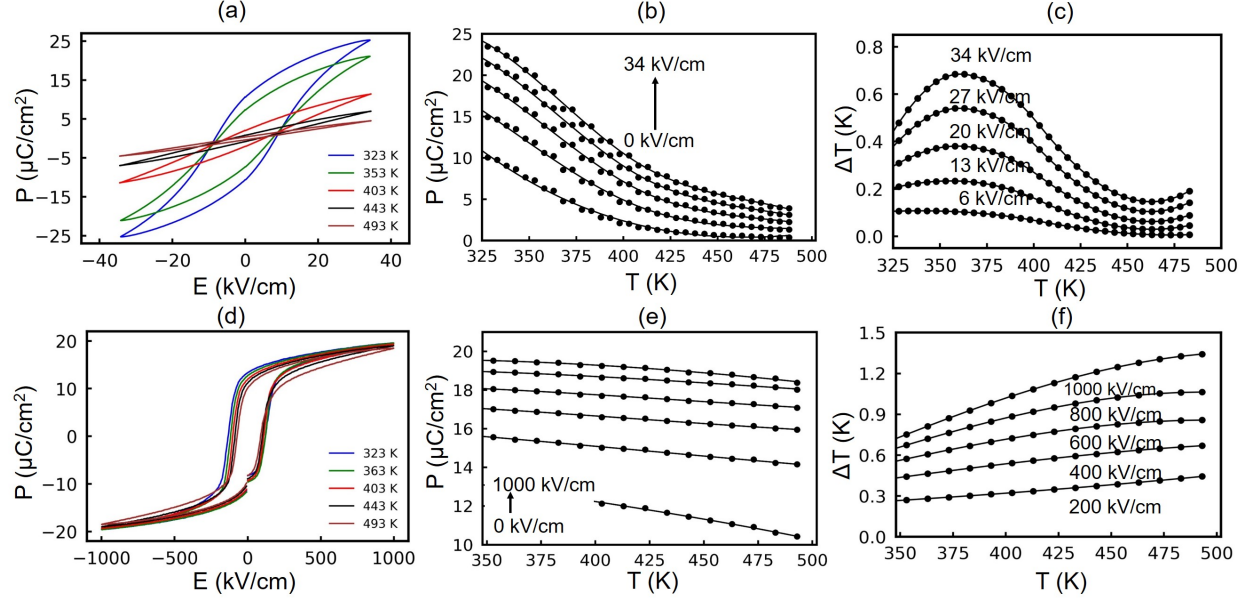 (a)
P (μC/cm²)
25
15
5
−5
−15
−25
323 K
353 K
403 K
443 K
493 K
−40
−20
0
20
40
E (kV/cm)
(b)
P (μC/cm²)
25
20
15
10
5
0
34 kV/cm
0 kV/cm
325
350
375
400
425
450
475
500
T (K)
(c)
ΔT (K)
0.8
0.6
0.4
0.2
0.0
34 kV/cm
27 kV/cm
20 kV/cm
13 kV/cm
6 kV/cm
325
350
375
400
425
450
475
500
T (K)
(d)
P (μC/cm²)
20
10
0
−10
−20
323 K
363 K
403 K
443 K
493 K
−1000
−500
0
500
1000
E (kV/cm)
(e)
P (μC/cm²)
20
18
16
14
12
10
1000 kV/cm
0 kV/cm
350
400
450
500
T (K)
(f)
ΔT (K)
1.5
1.2
0.9
0.6
0.3
0.0
1000 kV/cm
800 kV/cm
600 kV/cm
400 kV/cm
200 kV/cm
350
375
400
425
450
475
500
T (K)